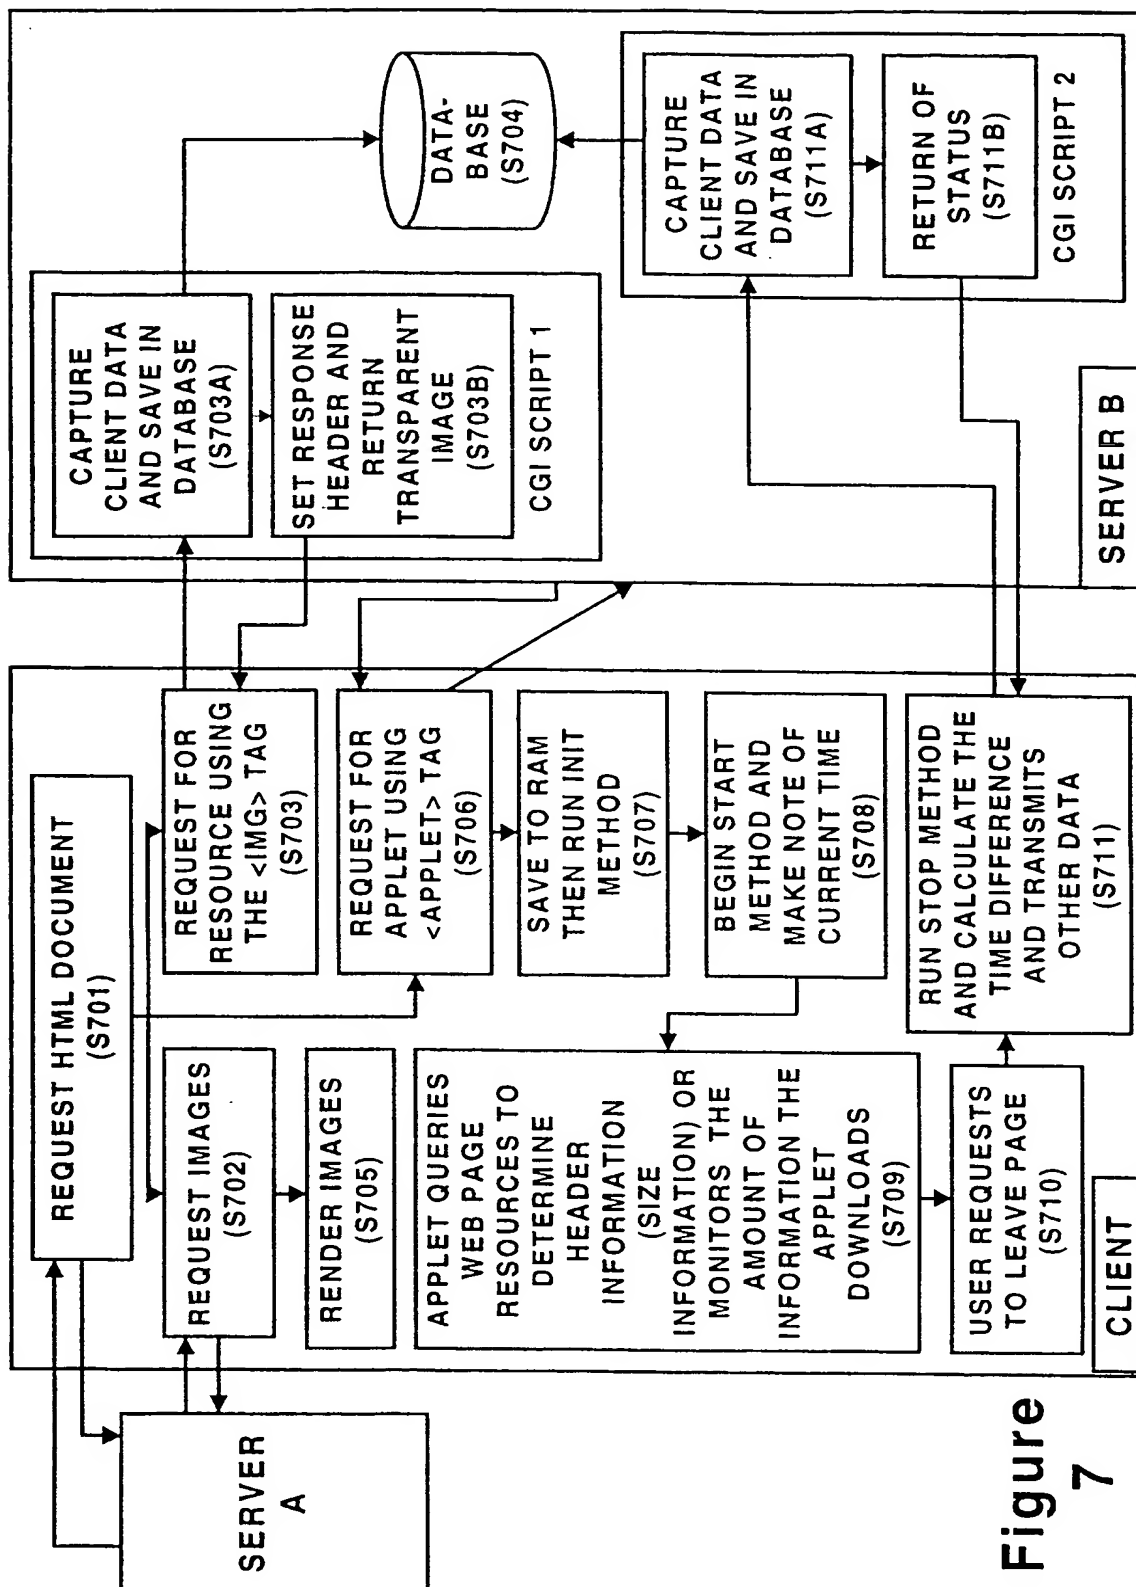 REQUEST HTML DOCUMENT
(S701)
SERVER
A
REQUEST IMAGES
(S702)
RENDER IMAGES
(S705)
REQUEST FOR
RESOURCE USING
THE <IMG> TAG
(S703)
REQUEST FOR
APPLET USING
<APPLET> TAG
(S706)
SAVE TO RAM
THEN RUN INIT
METHOD
(S707)
BEGIN START
METHOD AND
MAKE NOTE OF
CURRENT TIME
(S708)
APPLET QUERIES
WEB PAGE
RESOURCES TO
DETERMINE
HEADER
INFORMATION
(SIZE
INFORMATION) OR
MONITORS THE
AMOUNT OF
INFORMATION THE
APPLET
DOWNLOADS
(S709)
USER REQUESTS
TO LEAVE PAGE
(S710)
RUN STOP METHOD
AND CALCULATE THE
TIME DIFFERENCE
AND TRANSMITS
OTHER DATA
(S711)
CLIENT
CAPTURE
CLIENT DATA
AND SAVE IN
DATABASE
(S703A)
SET RESPONSE
HEADER AND
RETURN
TRANSPARENT
IMAGE
(S703B)
CGI SCRIPT 1
DATA-
BASE
(S704)
CAPTURE
CLIENT DATA
AND SAVE IN
DATABASE
(S711A)
RETURN OF
STATUS
(S711B)
CGI SCRIPT 2
SERVER B
Figure
7